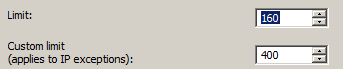 Limit: 160
Custom limit
(applies to IP exceptions): 400